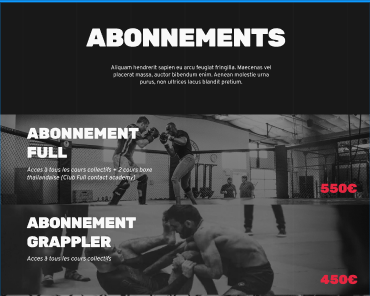 ABONNEMENTS
Aliquam hendrerit sapien eu arcu feugiat fringilla. Maecenas vel
placerat massa, auctor bibendum enim. Aenean molestie urna
purus, non ultrices lacus blandit pretium.
ABONNEMENT
FULL
Acces à tous les cours collectifs + 2 cours boxe
thaïlandaise (Club Full contact academy)
550€
ABONNEMENT
GRAPPLER
Acces à tous les cours collectifs
450€